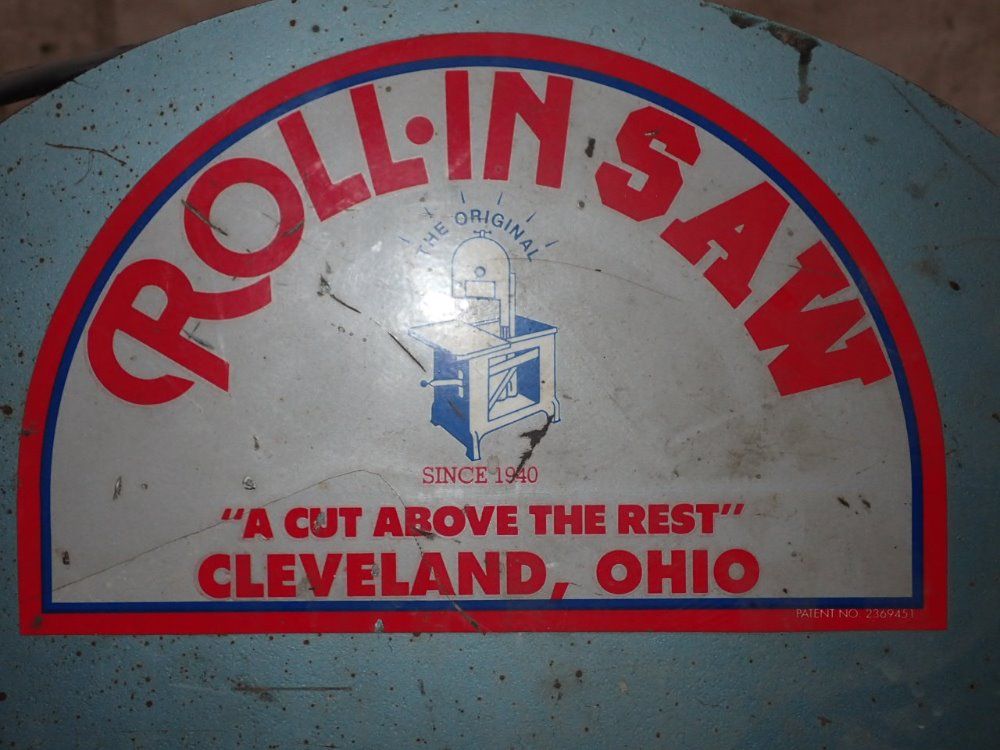 ROLL·IN SAW
THE ORIGINAL
SINCE 1940
"A CUT ABOVE THE REST"
CLEVELAND, OHIO
PATENT NO. 2369451